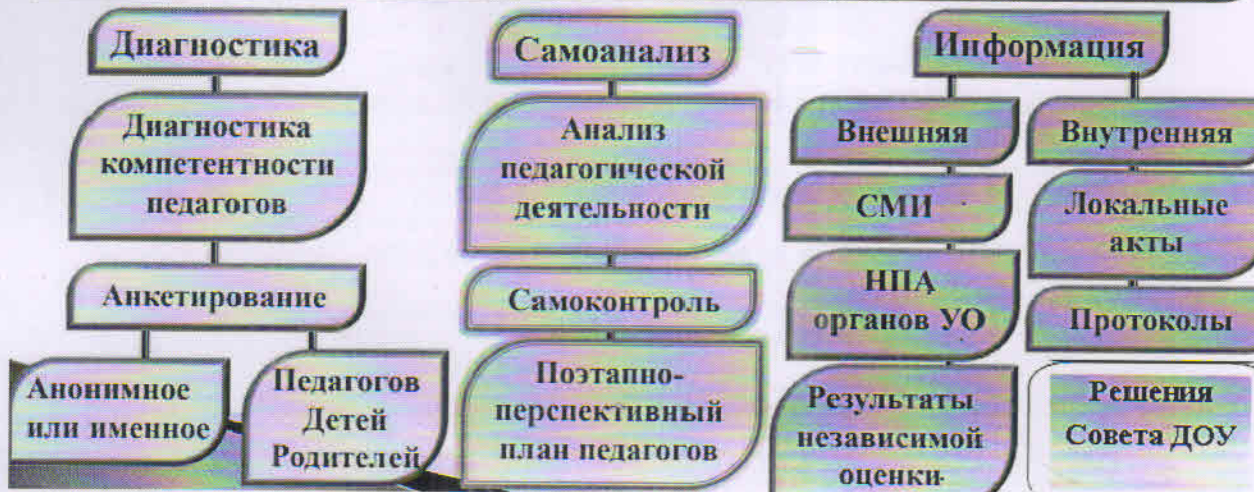 Диагностика
Диагностика
компетентности
педагогов
Анкетирование
Анонимное
или именное
Педагогов
Детей
Родителей
Самоанализ
Анализ
педагогической
деятельности
Самоконтроль
Поэтапно-
перспективный
план педагогов
Информация
Внешняя
СМИ
НПА
органов УО
Результаты
независимой
оценки
Внутренняя
Локальные
акты
Протоколы
Решения
Совета ДОУ